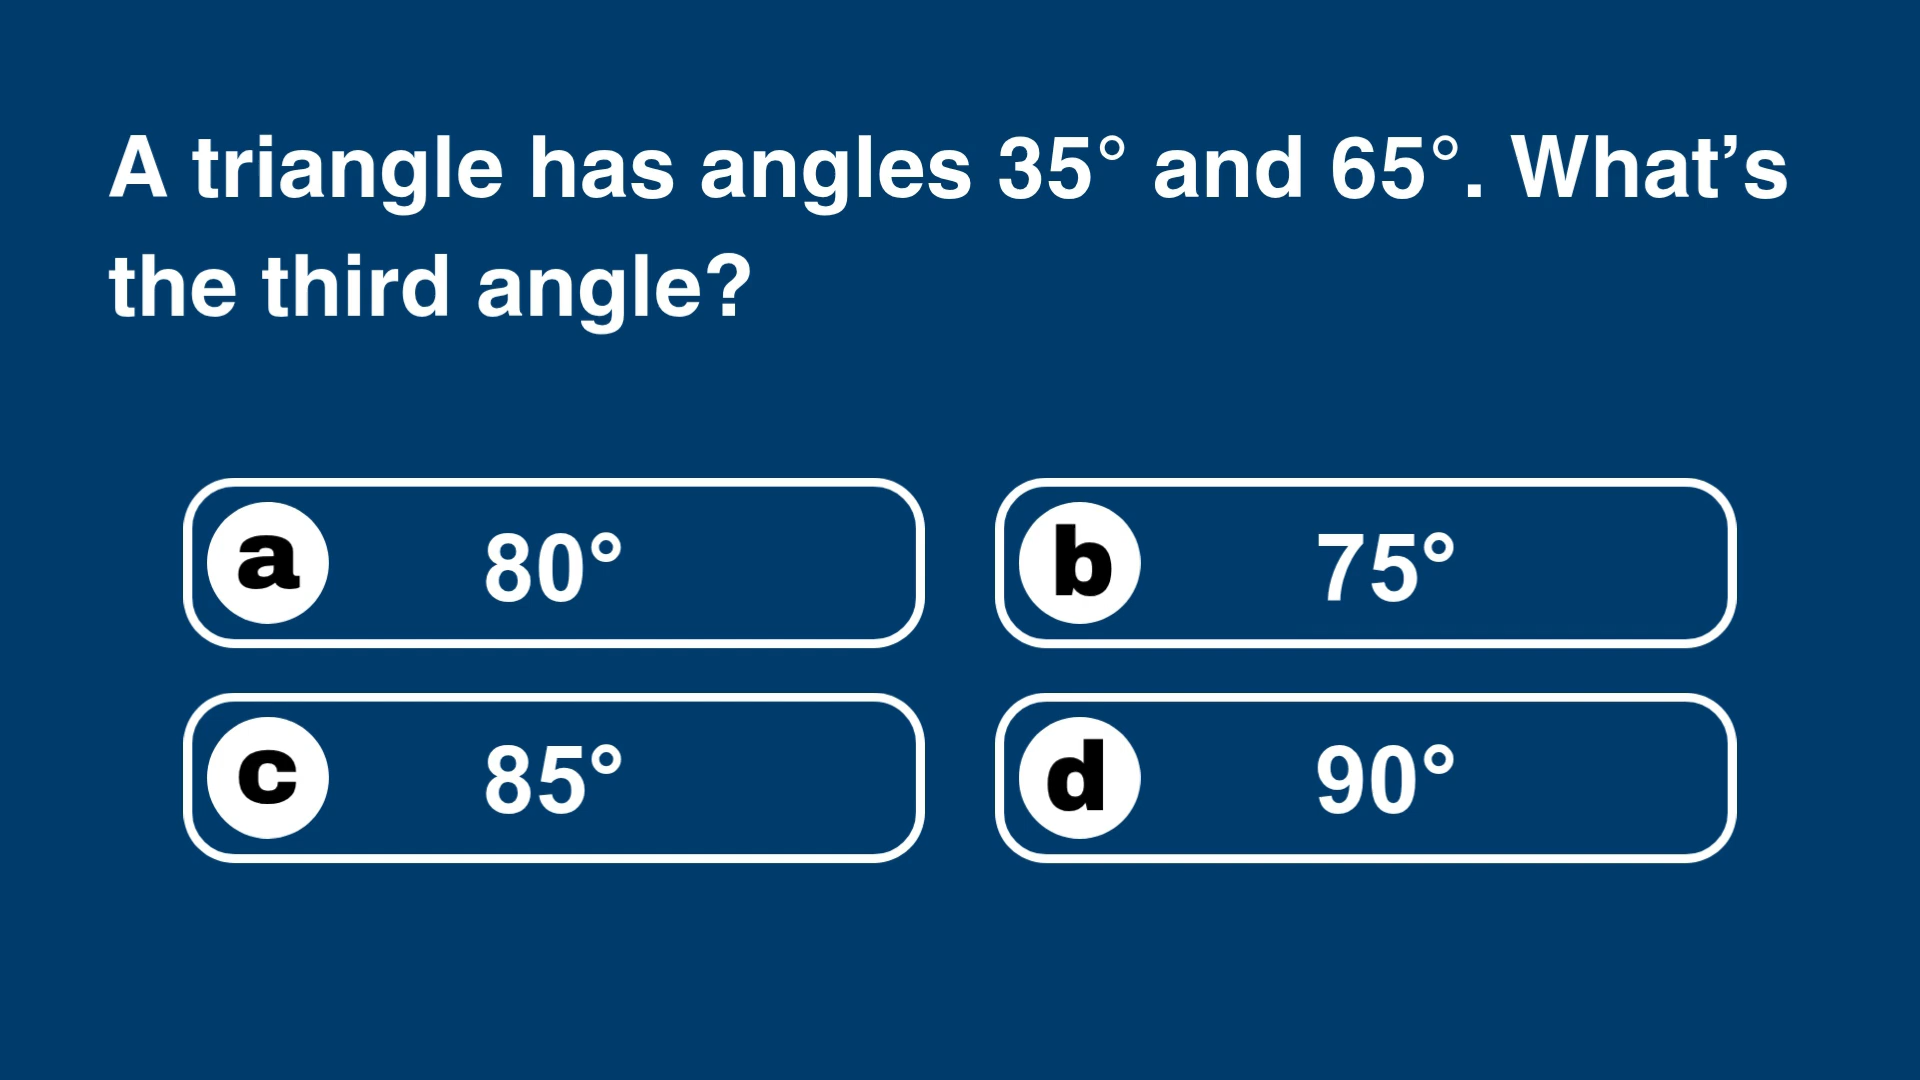 A triangle has angles 35° and 65°. What’s
the third angle?
a 80°
b 75°
c 85°
d 90°